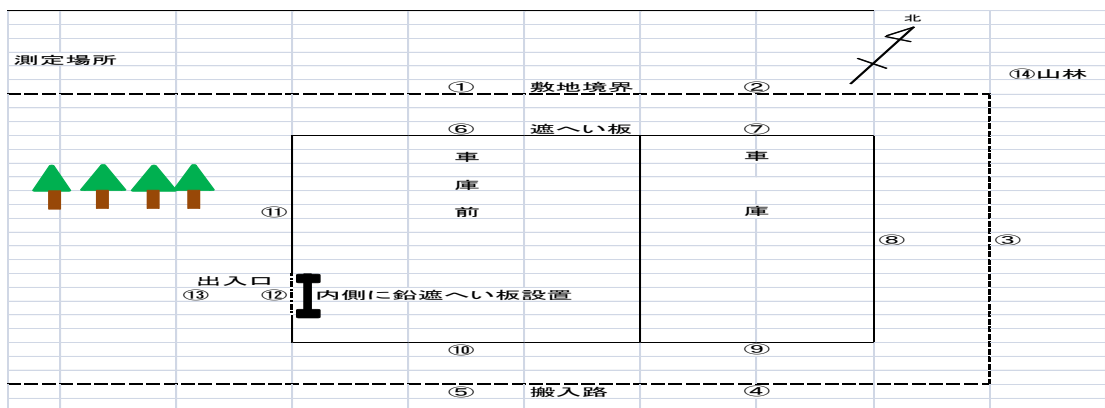 北
測定場所
⑭山林
① 敷地境界 ②
⑥ 遮へい板 ⑦
車庫前
車庫
⑪
⑧
③
出入口
⑬
⑫
内側に鉛遮へい板設置
⑩
⑨
⑤ 搬入路 ④